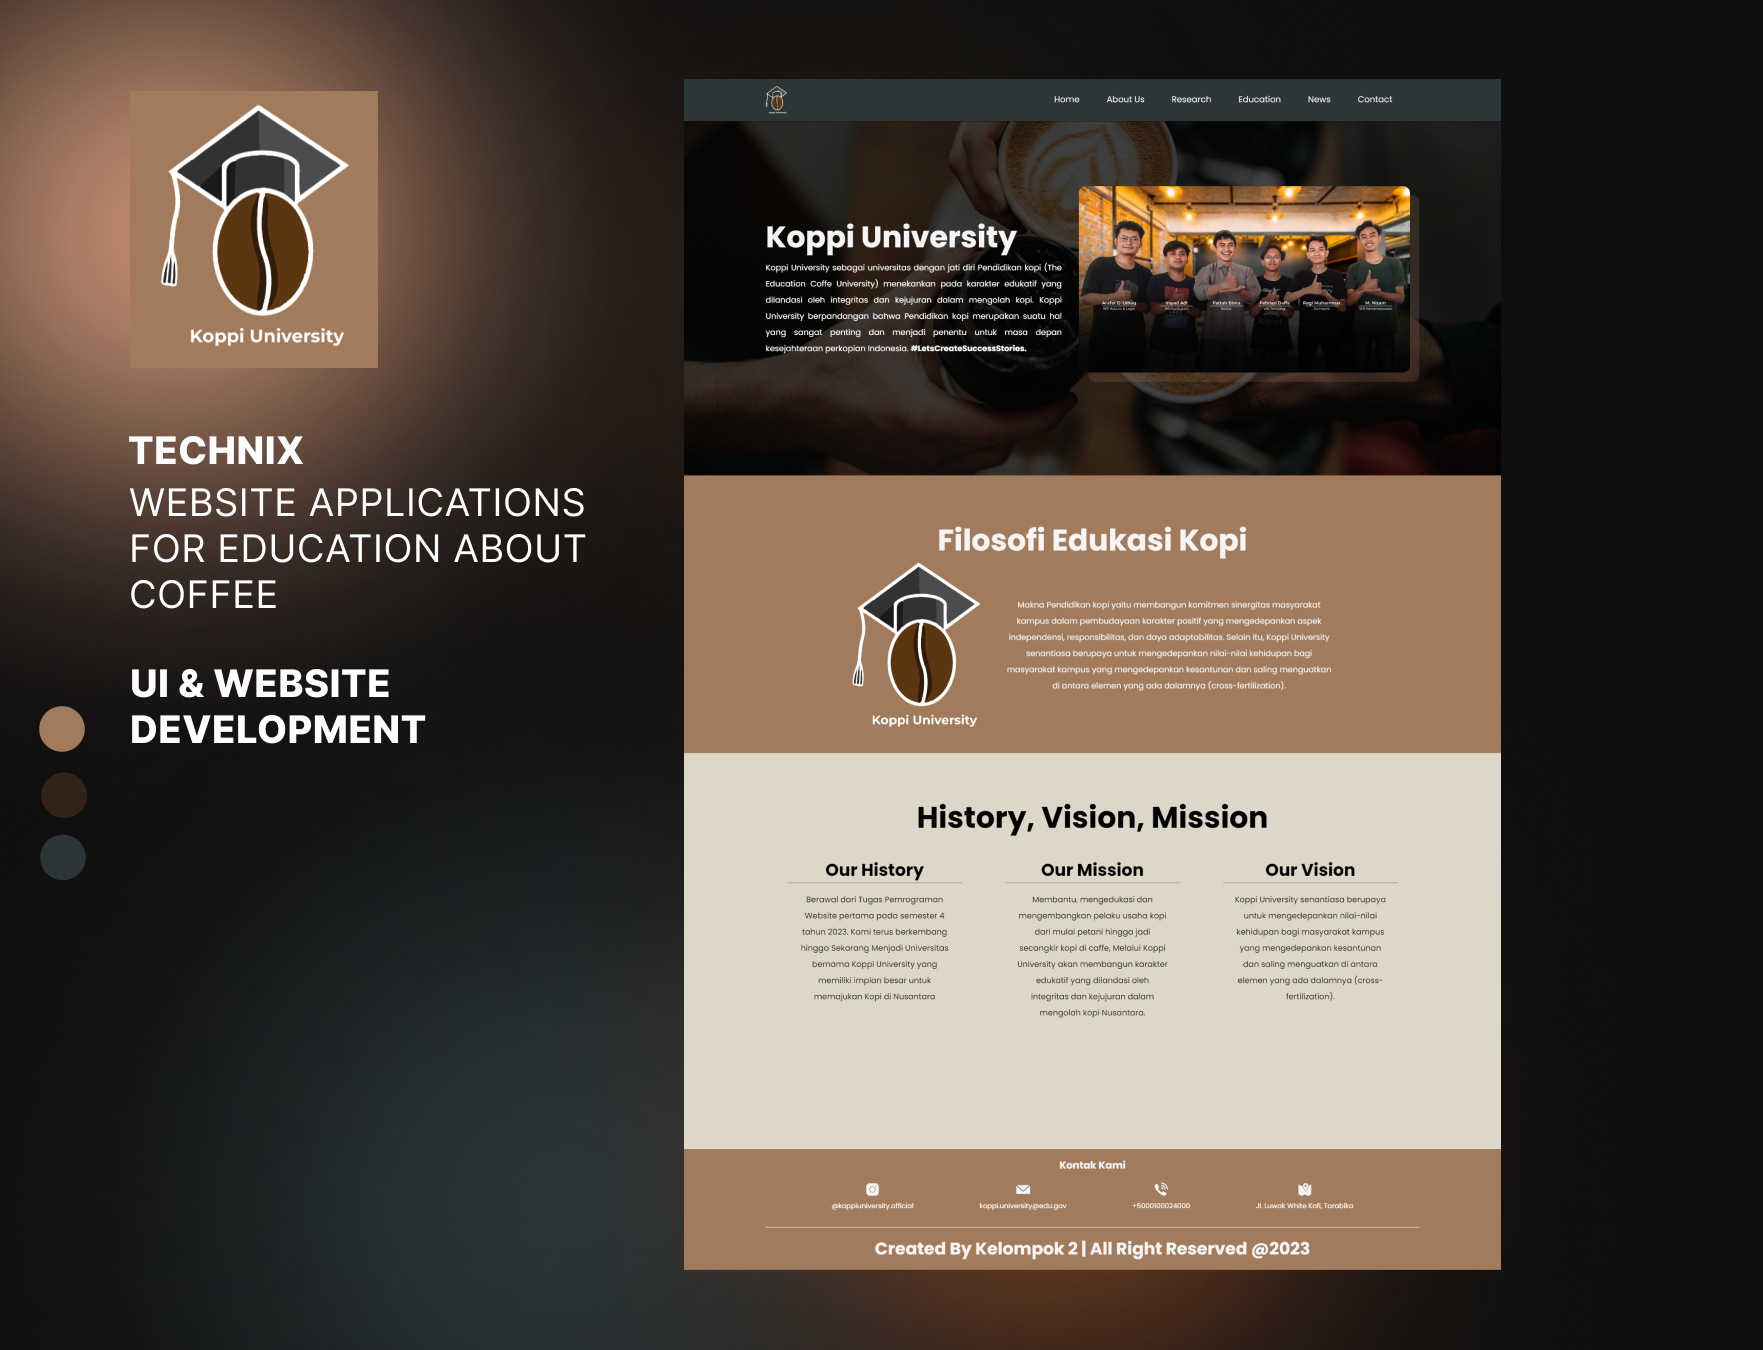 Koppi University
TECHNIX
WEBSITE APPLICATIONS
FOR EDUCATION ABOUT
COFFEE
UI & WEBSITE
DEVELOPMENT
Home About Us Research Education News Contact
Koppi University
Koppi University sebagai universitas dengan jati diri Pendidikan kopi (The
Education Coffe University) menekankan pada karakter edukatif yang
dilandasi oleh integritas dan kejujuran dalam mengolah kopi. Koppi
University berpandangan bahwa Pendidikan kopi merupakan suatu hal
yang sangat penting dan menjadi penentu untuk masa depan
kesejahteraan perkopian Indonesia. #LetsCreateSuccessStories.
Irsyad Adi Fattah Bima Febrian Daffa Regi Muhammar M. Nizam
Rektor
Filosofi Edukasi Kopi
Koppi University
Makna Pendidikan kopi yaitu membangun komitmen sinergitas masyarakat
kampus dalam pembudayaan karakter positif yang mengedepankan aspek
independensi, responsibilitas, dan daya adaptabilitas. Selain itu, Koppi University
senantiasa berupaya untuk mengedepankan nilai-nilai kehidupan bagi
masyarakat kampus yang mengedepankan kesantunan dan saling menguatkan
di antara elemen yang ada dalamnya (cross-fertilization).
History, Vision, Mission
Our History
Berawal dari Tugas Pemrograman
Website pertama pada semester 4
tahun 2023. Kami terus berkembang
hingga Sekarang Menjadi Universitas
bernama Koppi University yang
memiliki impian besar untuk
memajukan Kopi di Nusantara
Our Mission
Membantu, mengedukasi dan
mengembangkan pelaku usaha kopi
dari mulai petani hingga jadi
secangkir kopi di caffe, Melalui Koppi
University akan membangun karakter
edukatif yang dilandasi oleh
integritas dan kejujuran dalam
mengolah kopi Nusantara.
Our Vision
Koppi University senantiasa berupaya
untuk mengedepankan nilai-nilai
kehidupan bagi masyarakat kampus
yang mengedepankan kesantunan
dan saling menguatkan di antara
elemen yang ada dalamnya (cross-
fertilization).
Kontak Kami
@koppiuniversity.official koppi.university@edu.gov +5000100024000 Jl. Luwak White Kofi, Torabika
Created By Kelompok 2 | All Right Reserved @2023